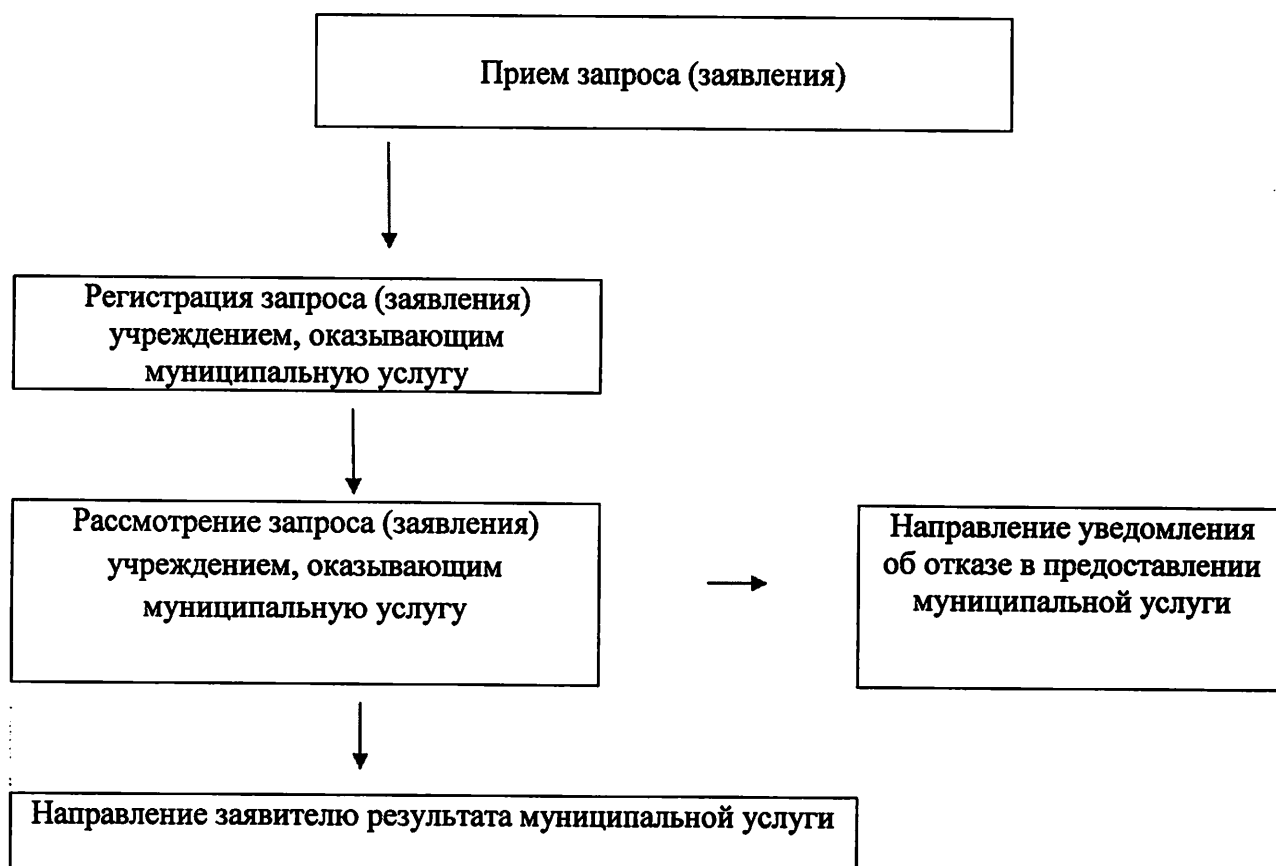 Прием запроса (заявления)
Регистрация запроса (заявления)
учреждением, оказывающим
муниципальную услугу
Рассмотрение запроса (заявления)
учреждением, оказывающим
муниципальную услугу
Направление уведомления
об отказе в предоставлении
муниципальной услуги
Направление заявителю результата муниципальной услуги